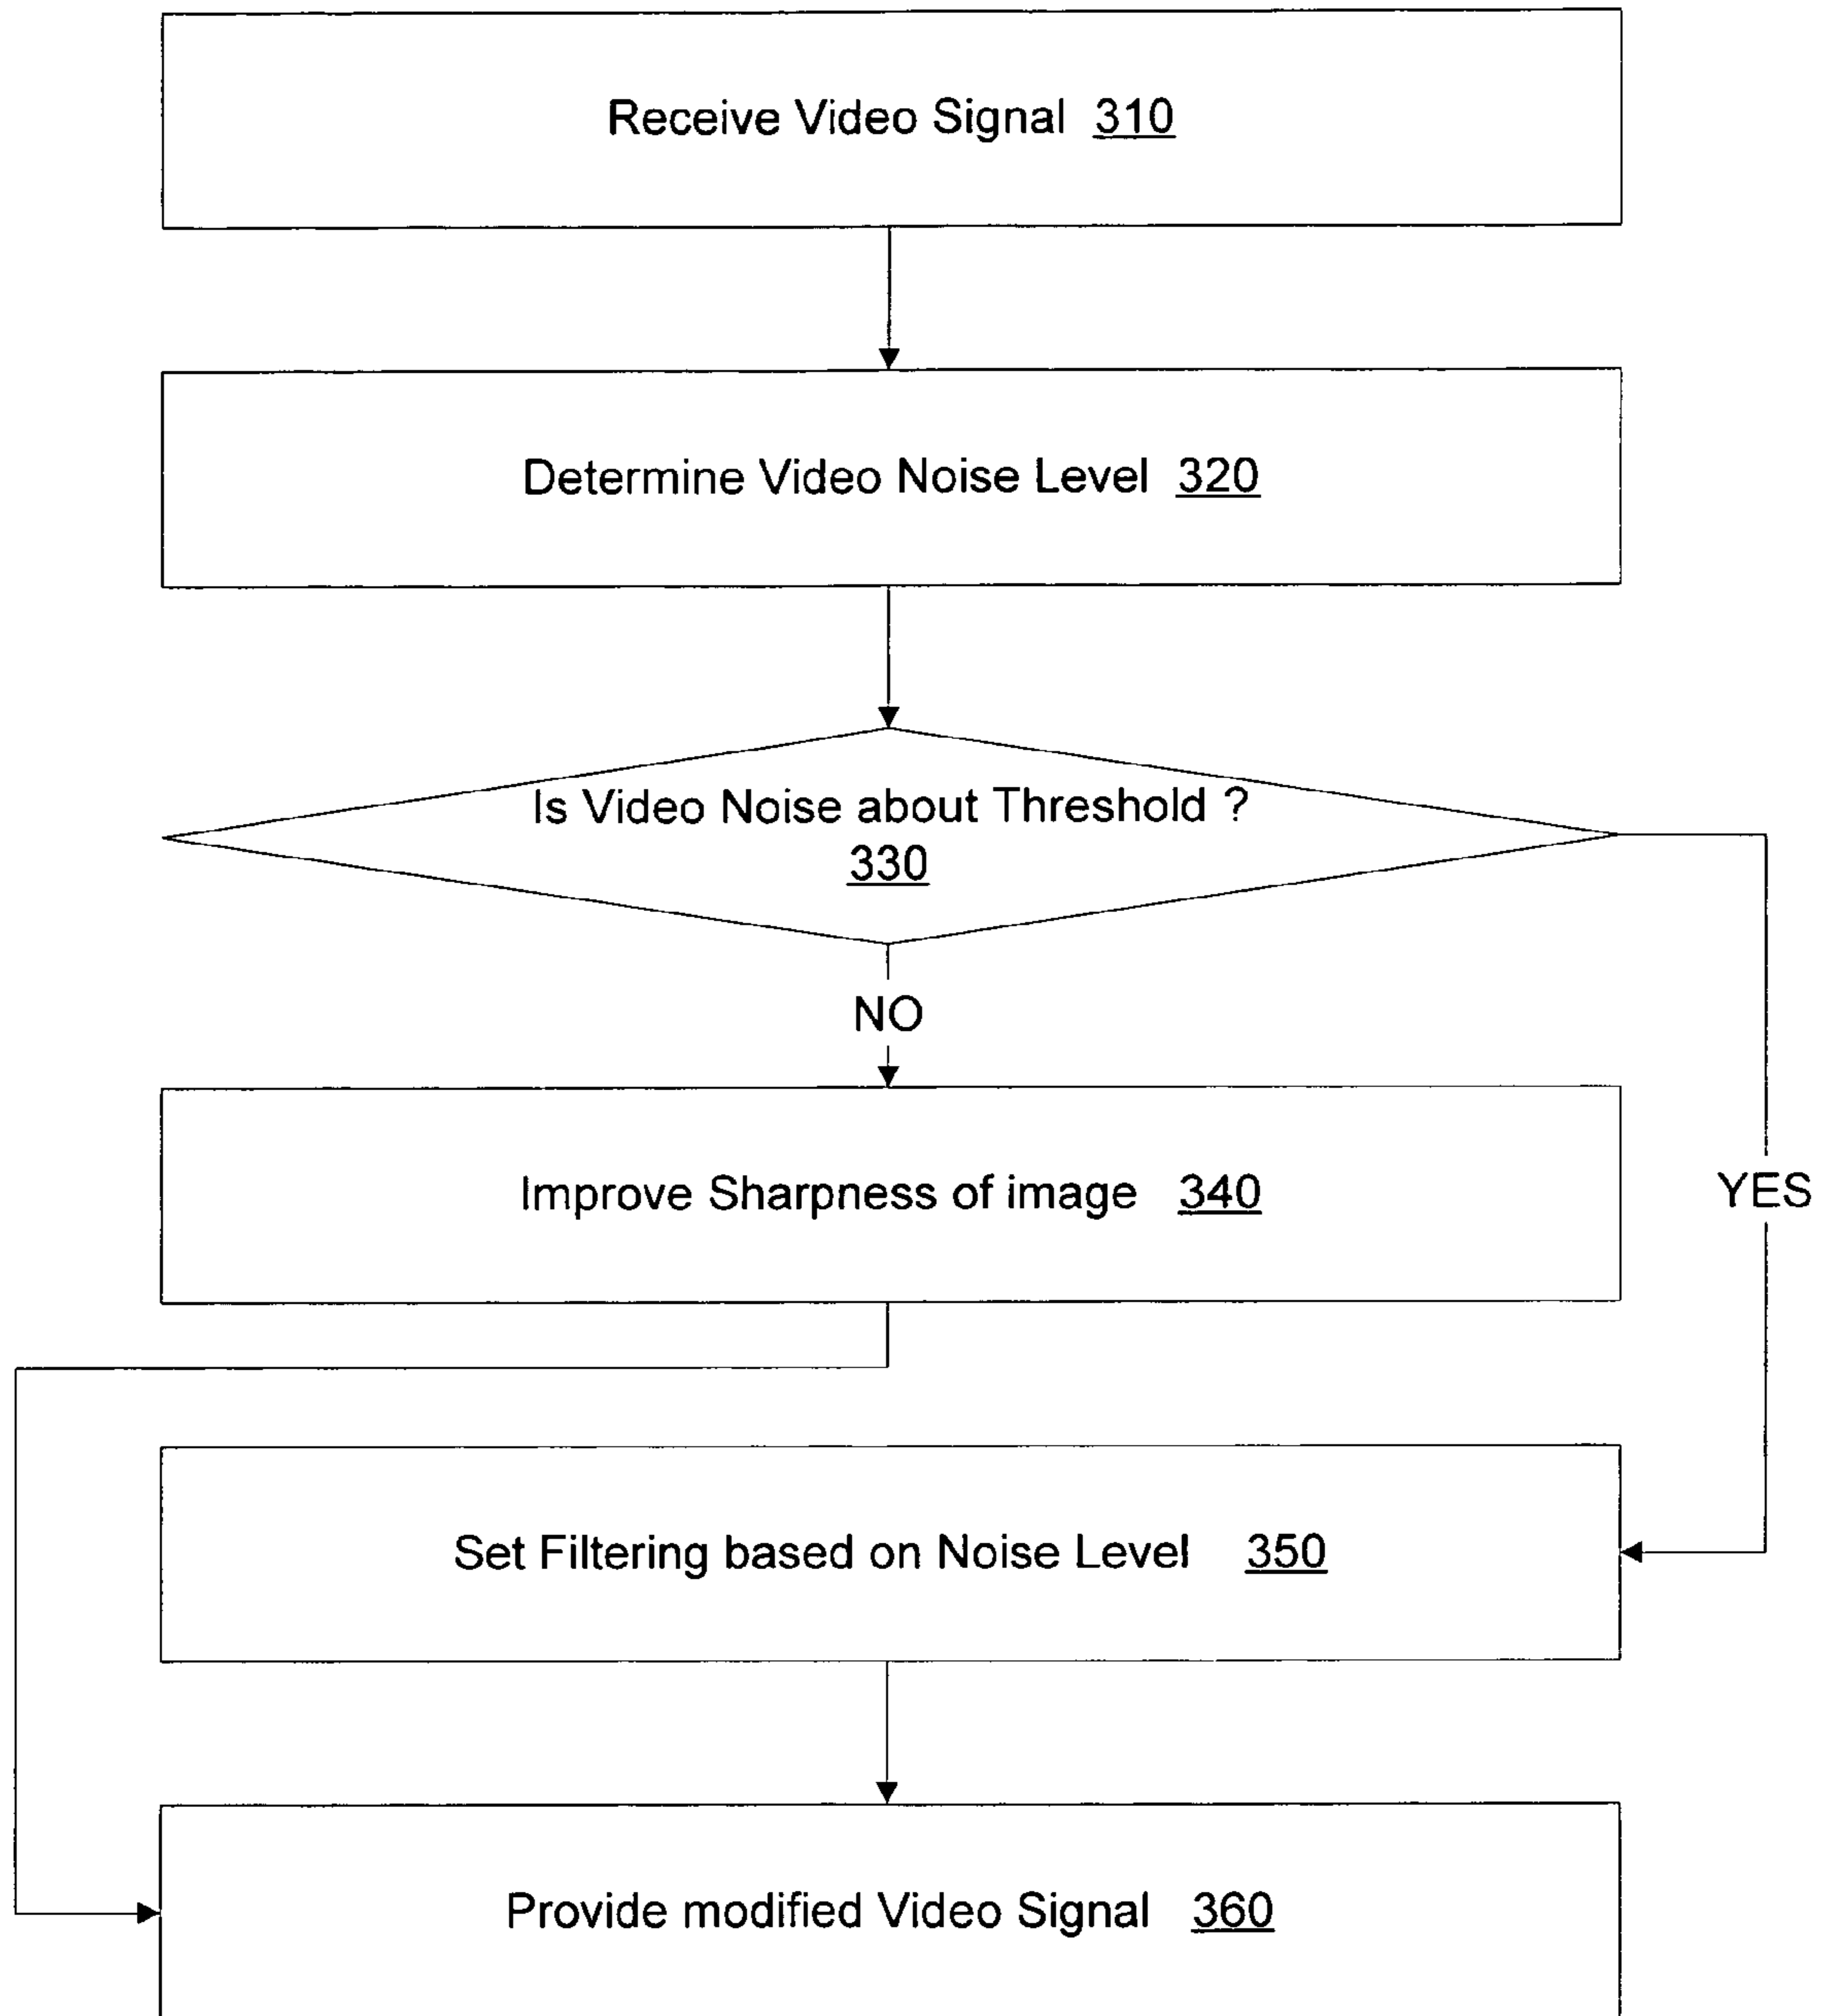 Receive Video Signal 310
Determine Video Noise Level 320
Is Video Noise about Threshold ?
330
NO
Improve Sharpness of image 340
YES
Set Filtering based on Noise Level 350
Provide modified Video Signal 360